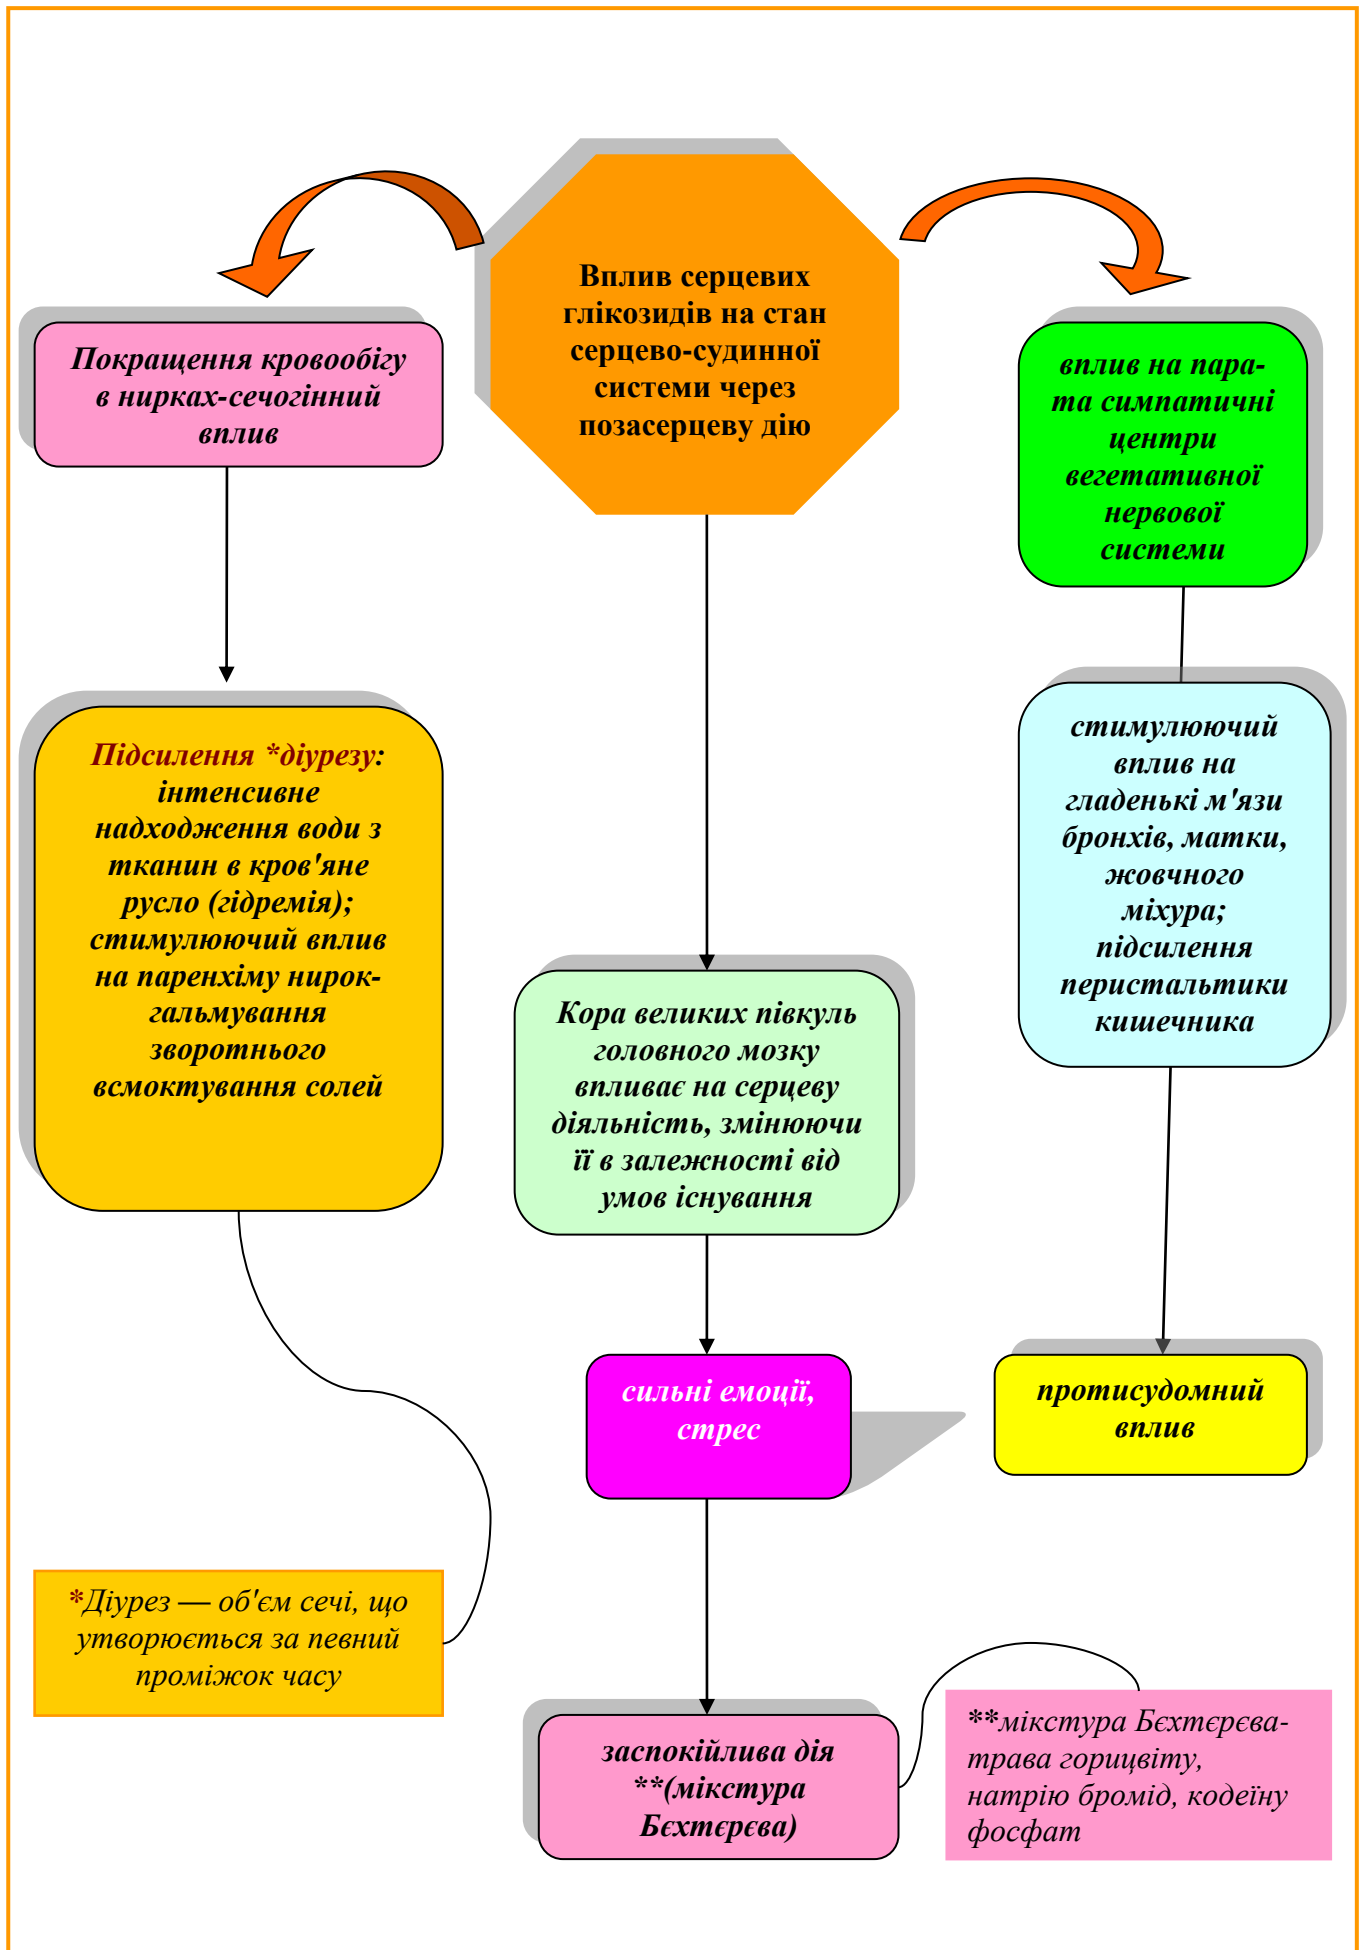 Вплив серцевих
глікозидів на стан
серцево-судинної
системи через
позасерцеву дію
Покращення кровообігу
в нирках-сечогінний
вплив
вплив на пара-
та симпатичні
центри
вегетативної
нервової
системи
Підсилення *діурезу:
інтенсивне
надходження води з
тканин в кров'яне
русло (гідремія);
стимулюючий вплив
на паренхіму нирок-
гальмування
зворотнього
всмоктування солей
стимулюючий
вплив на
гладенькі м'язи
бронхів, матки,
жовчного
міхура;
підсилення
перистальтики
кишечника
Кора великих півкуль
головного мозку
впливає на серцеву
діяльність, змінюючи
її в залежності від
умов існування
сильні емоції,
стрес
протисудомний
вплив
*Діурез — об'єм сечі, що
утворюється за певний
проміжок часу
заспокійлива дія
**(мікстура
Бєхтєрєва)
**мікстура Бєхтєрєва-
трава горицвіту,
натрію бромід, кодеїну
фосфат